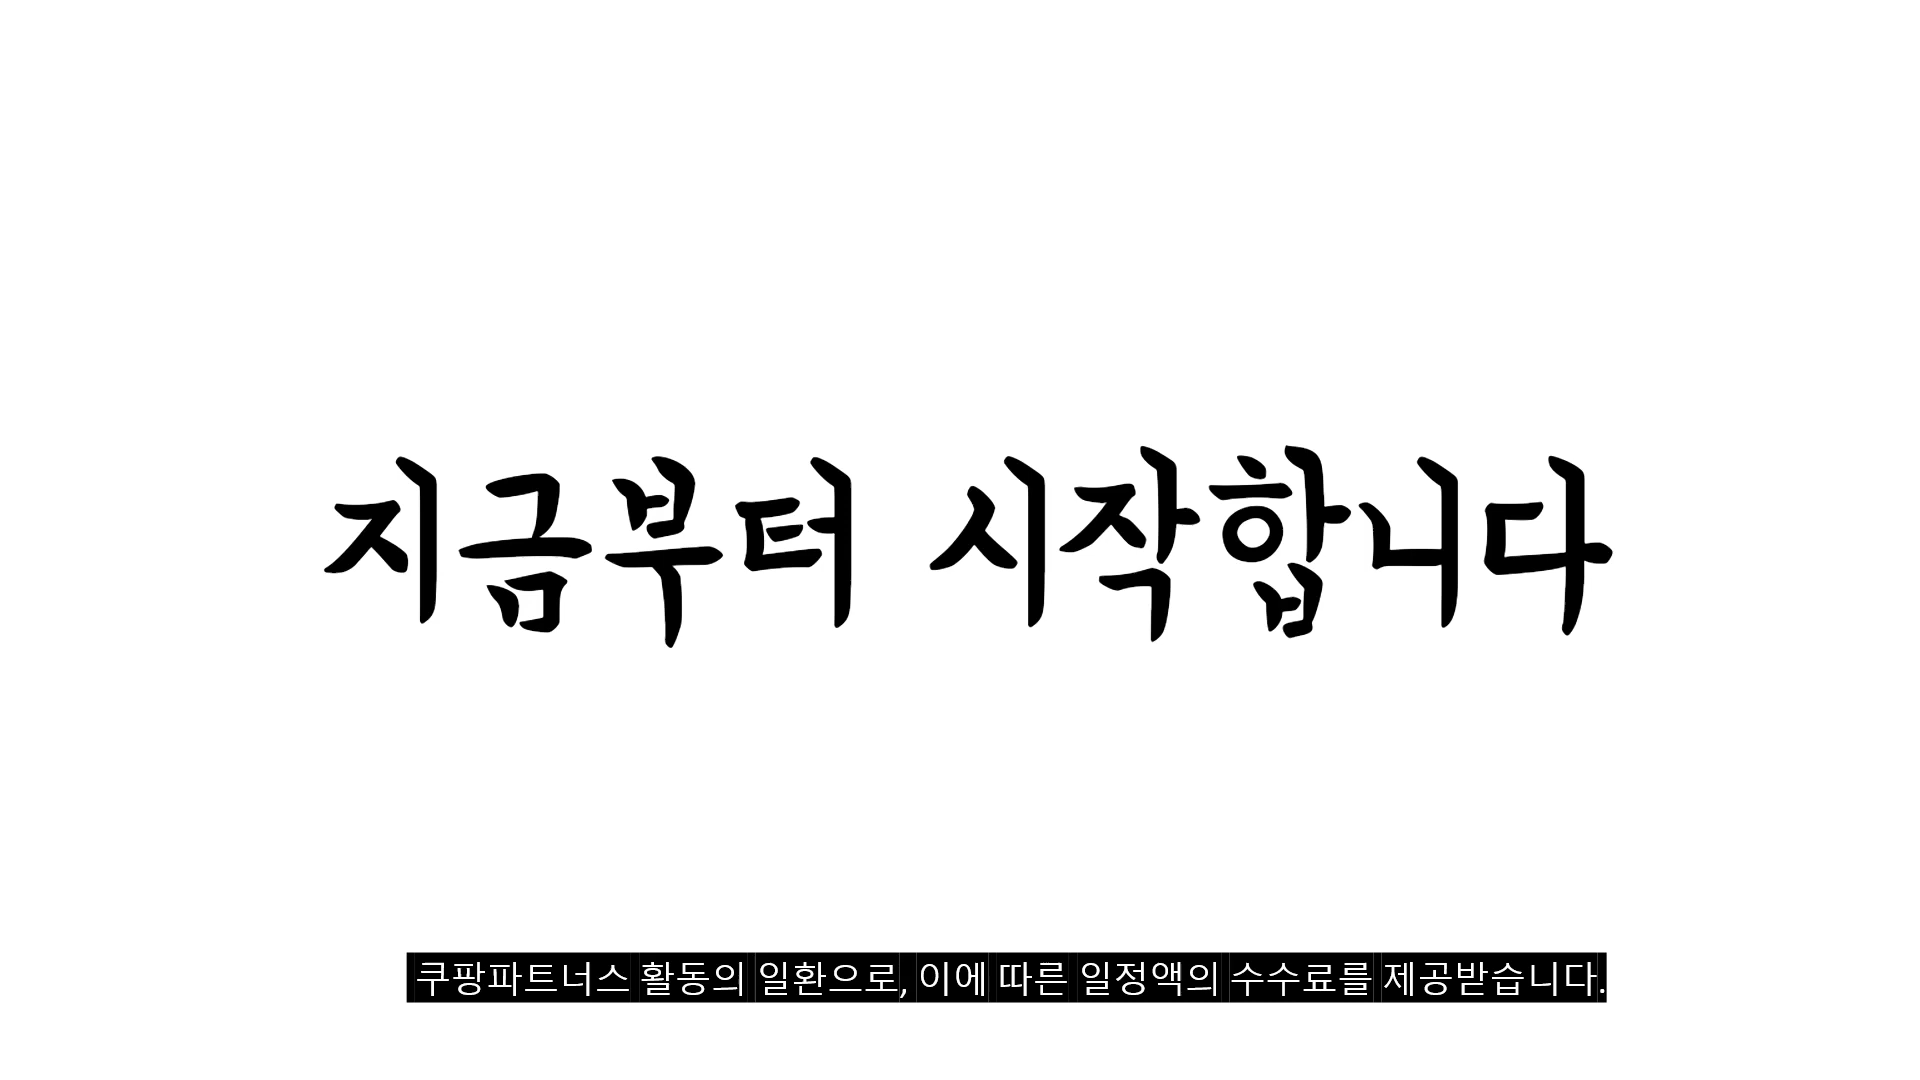 지금부터 시작합니다
쿠팡파트너스 활동의 일환으로, 이에 따른 일정액의 수수료를 제공받습니다.